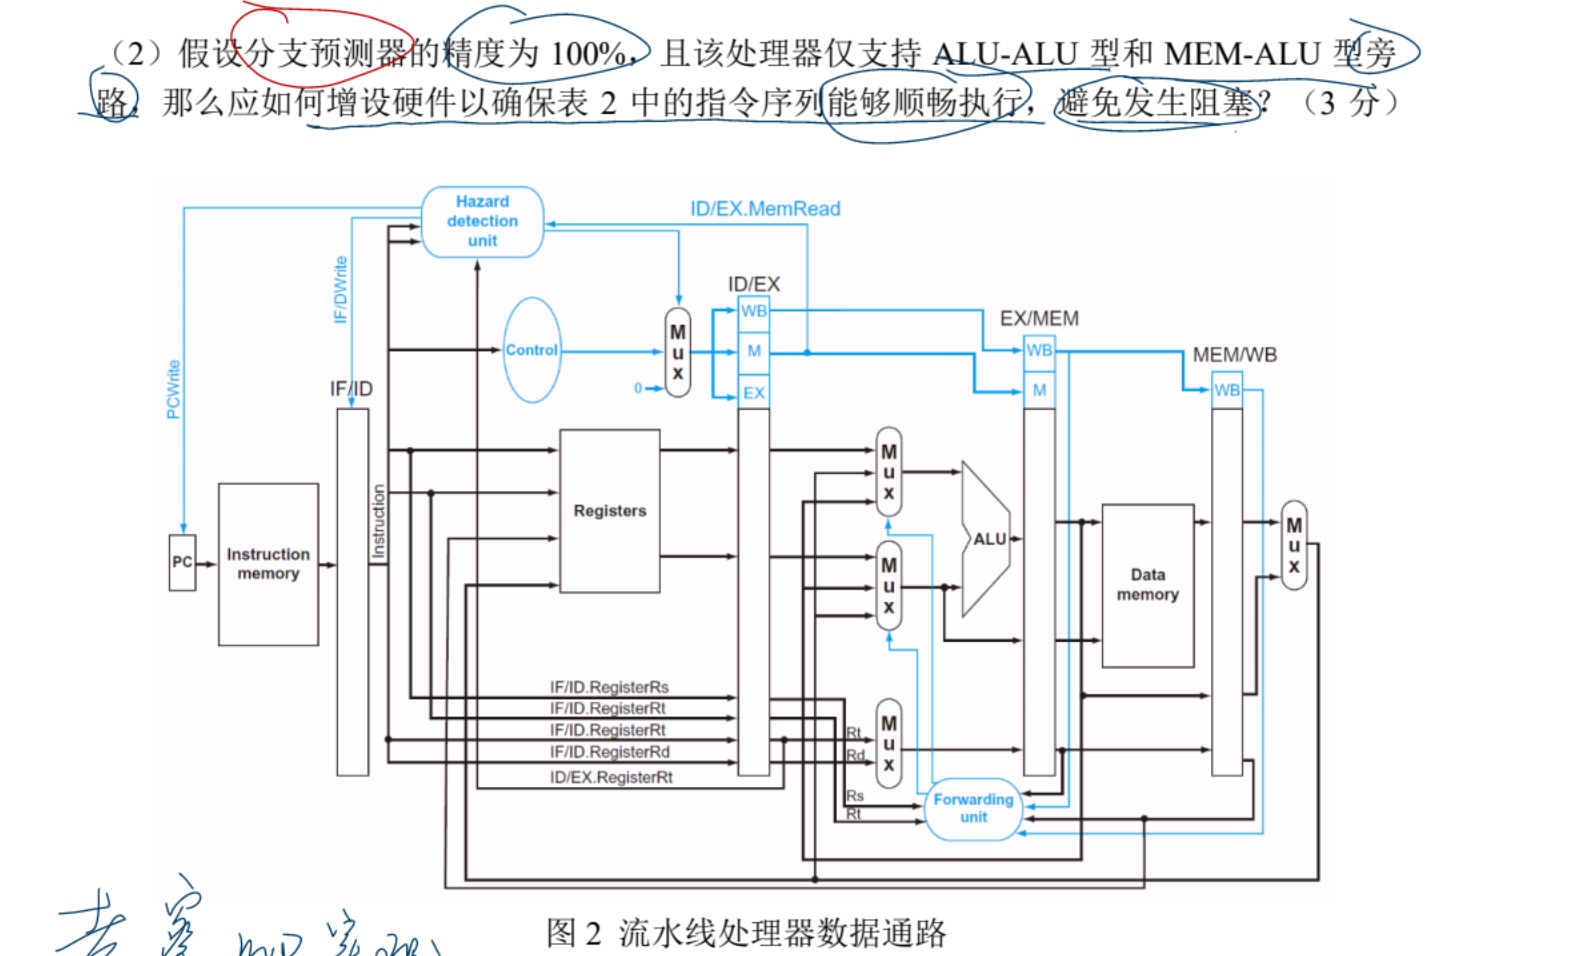 （2）假设分支预测器的精度为 100%，且该处理器仅支持 ALU-ALU 型和 MEM-ALU 型旁
路，那么应如何增设硬件以确保表 2 中的指令序列能够顺畅执行，避免发生阻塞？（3 分）
Hazard
detection
unit
ID/EX.MemRead
IF/DWrite
PCWrite
ID/EX
WB
M
EX
Control
Mux
0
EX/MEM
WB
M
MEM/WB
WB
IF/ID
PC
Instruction
memory
Instruction
Registers
Mux
Mux
ALU
Data
memory
Mux
IF/ID.RegisterRs
IF/ID.RegisterRt
IF/ID.RegisterRt
IF/ID.RegisterRd
ID/EX.RegisterRt
Rt
Rd
Mux
Rs
Rt
Forwarding
unit
图 2 流水线处理器数据通路